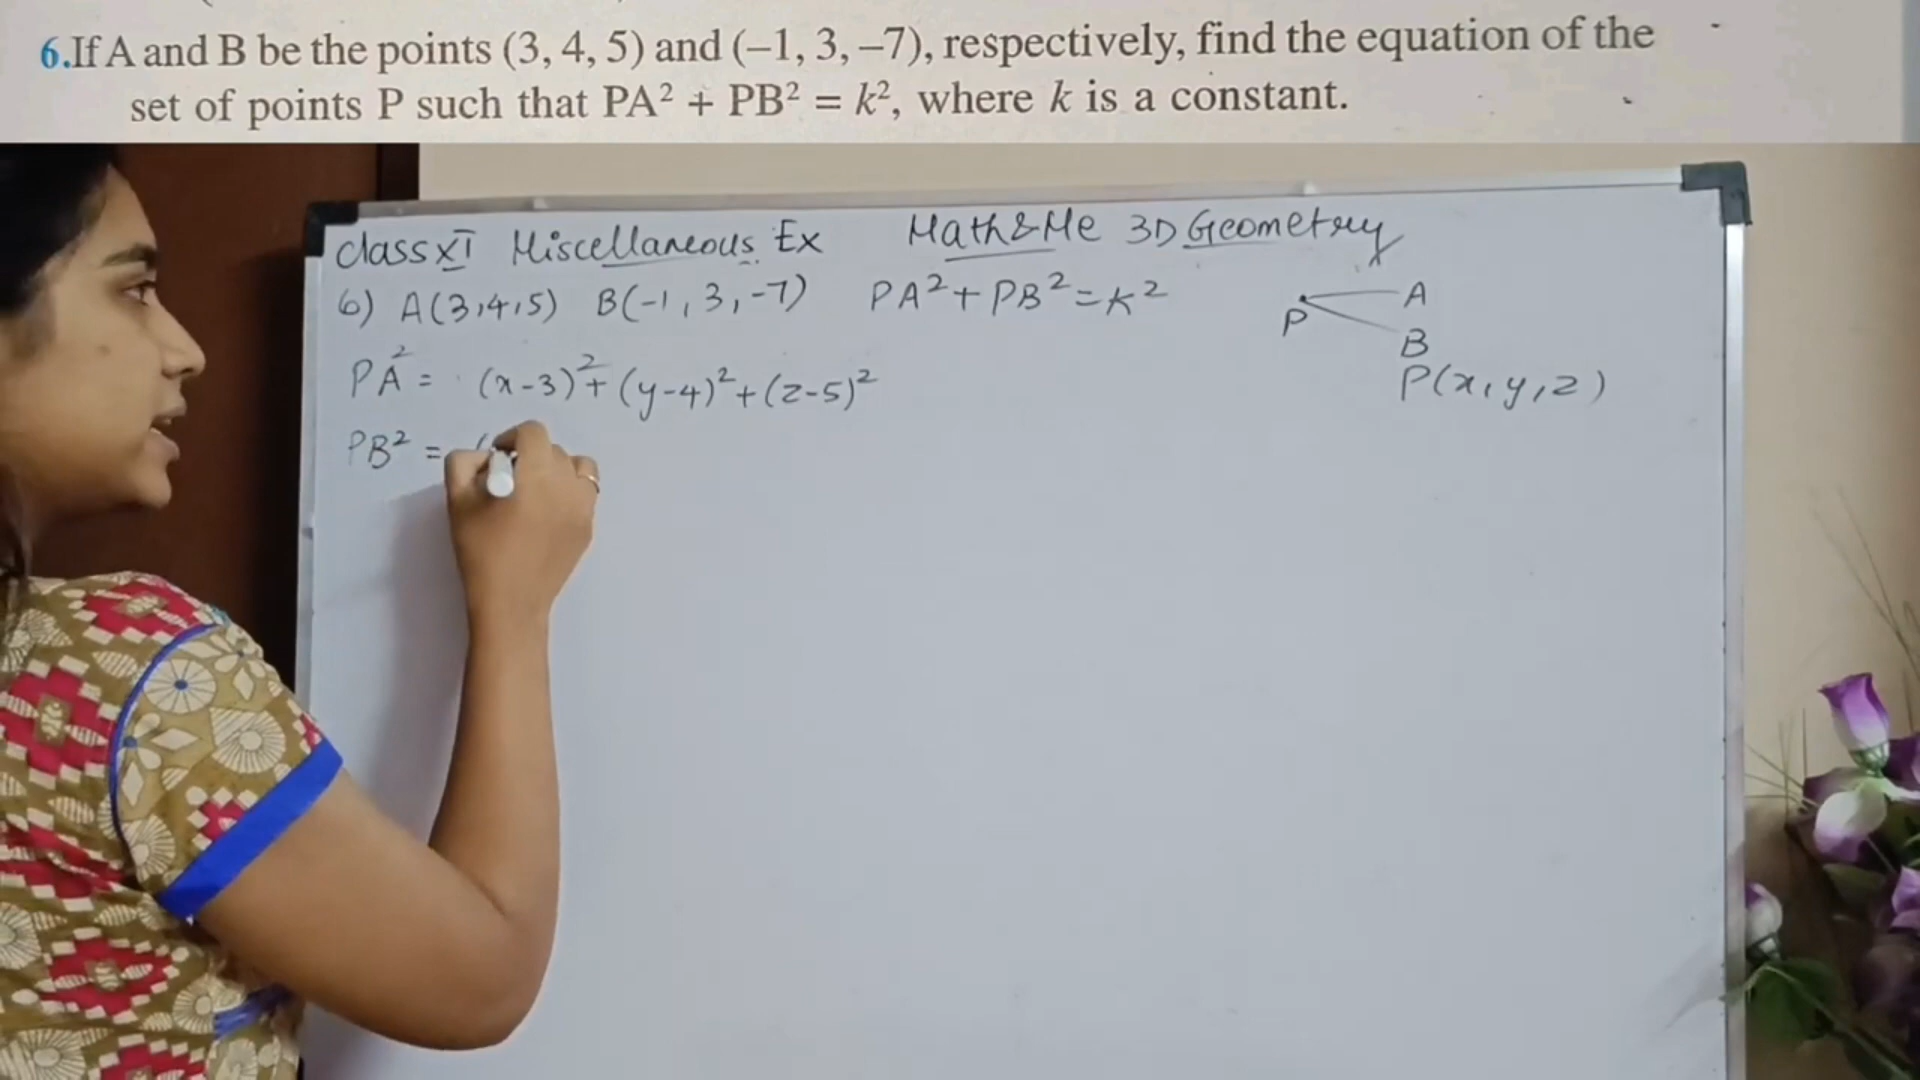 6.If A and B be the points (3, 4, 5) and (–1, 3, –7), respectively, find the equation of the
set of points P such that PA² + PB² = k², where k is a constant.
Class XI Miscellaneous Ex Math&Me 3D Geometry
6) A(3,4,5) B(-1,3,-7) PA²+PB²=K²
P A
B
PA² = (x-3)²+(y-4)²+(z-5)²
P(x,y,z)
PB² = (